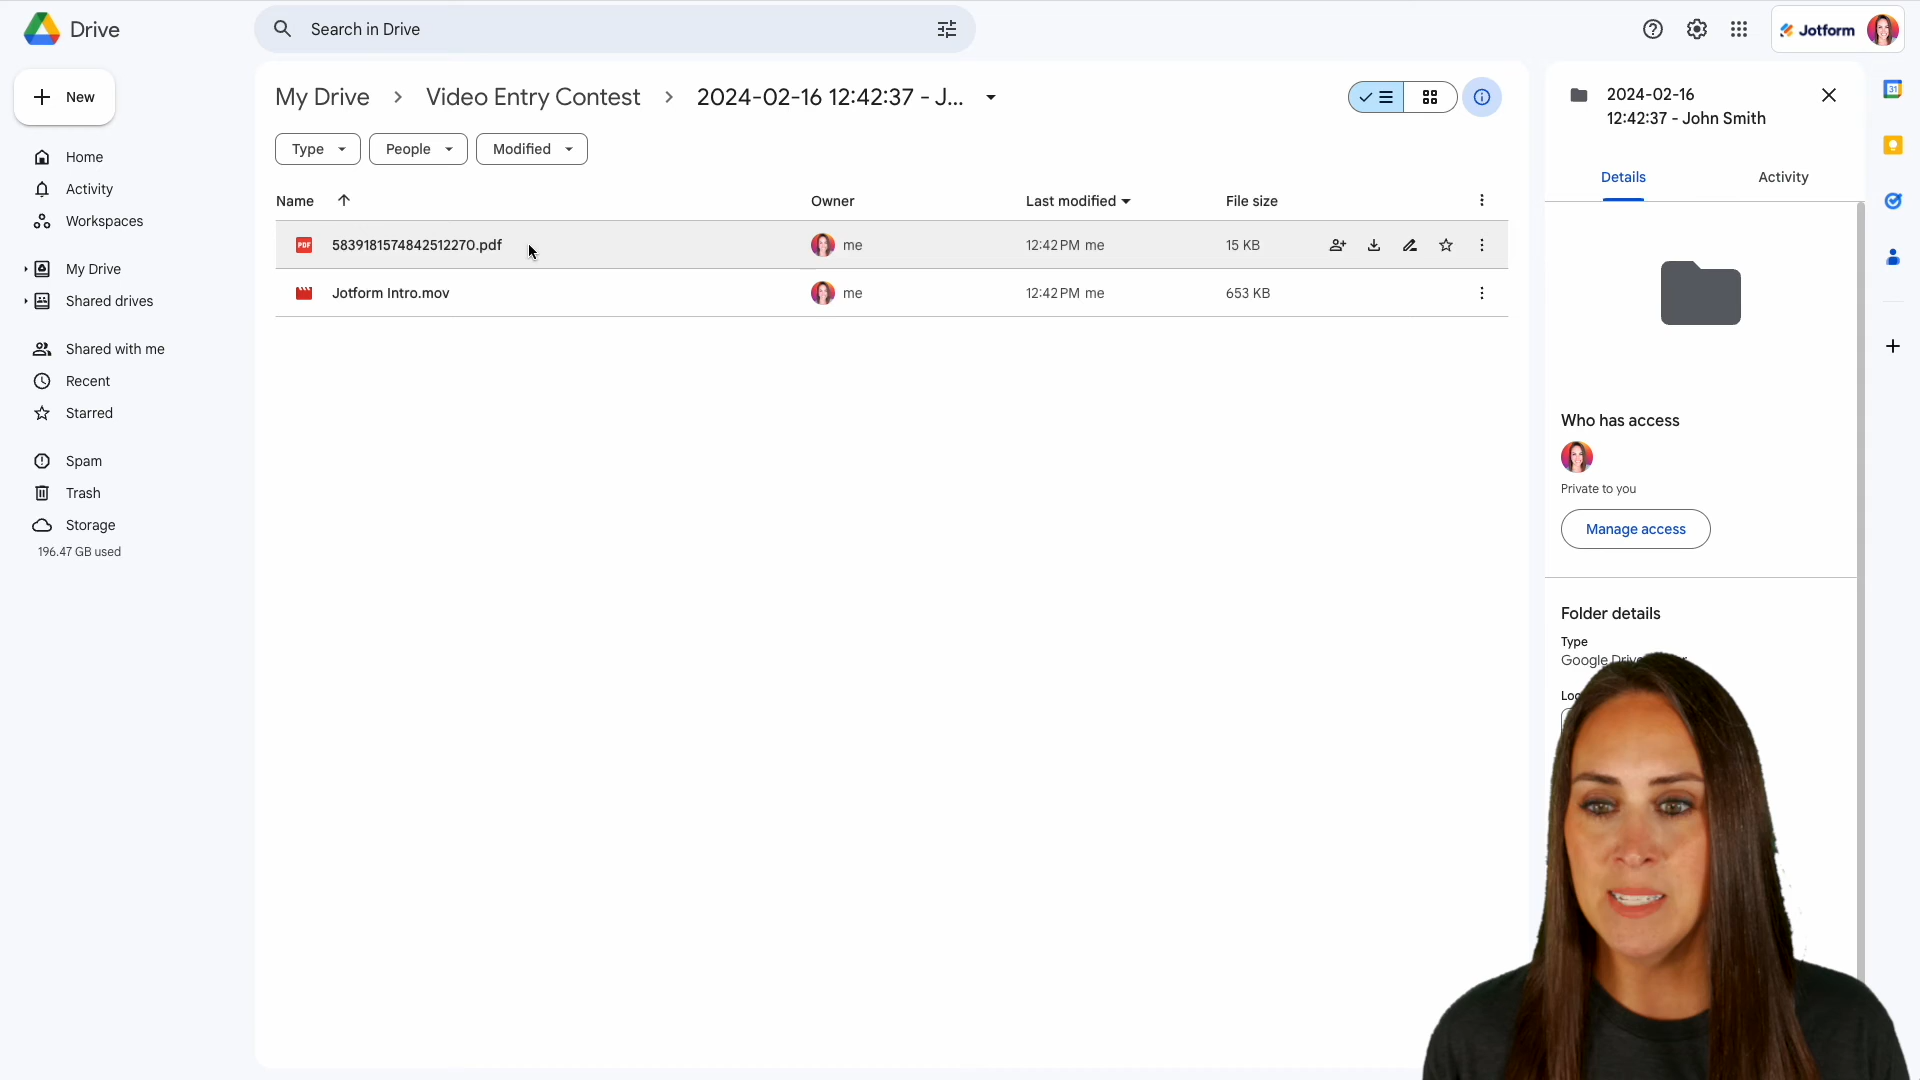 Drive
Search in Drive
Jotform
New
My Drive > Video Entry Contest > 2024-02-16 12:42:37 - J...
2024-02-16
12:42:37 - John Smith
Type
People
Modified
Home
Activity
Workspaces
My Drive
Shared drives
Shared with me
Recent
Starred
Spam
Trash
Storage
196.47 GB used
Name
Owner
Last modified
File size
PDF
5839181574842512270.pdf
me
12:42 PM me
15 KB
Jotform Intro.mov
me
12:42 PM me
653 KB
Details
Activity
Who has access
Private to you
Manage access
Folder details
Type
Google
31